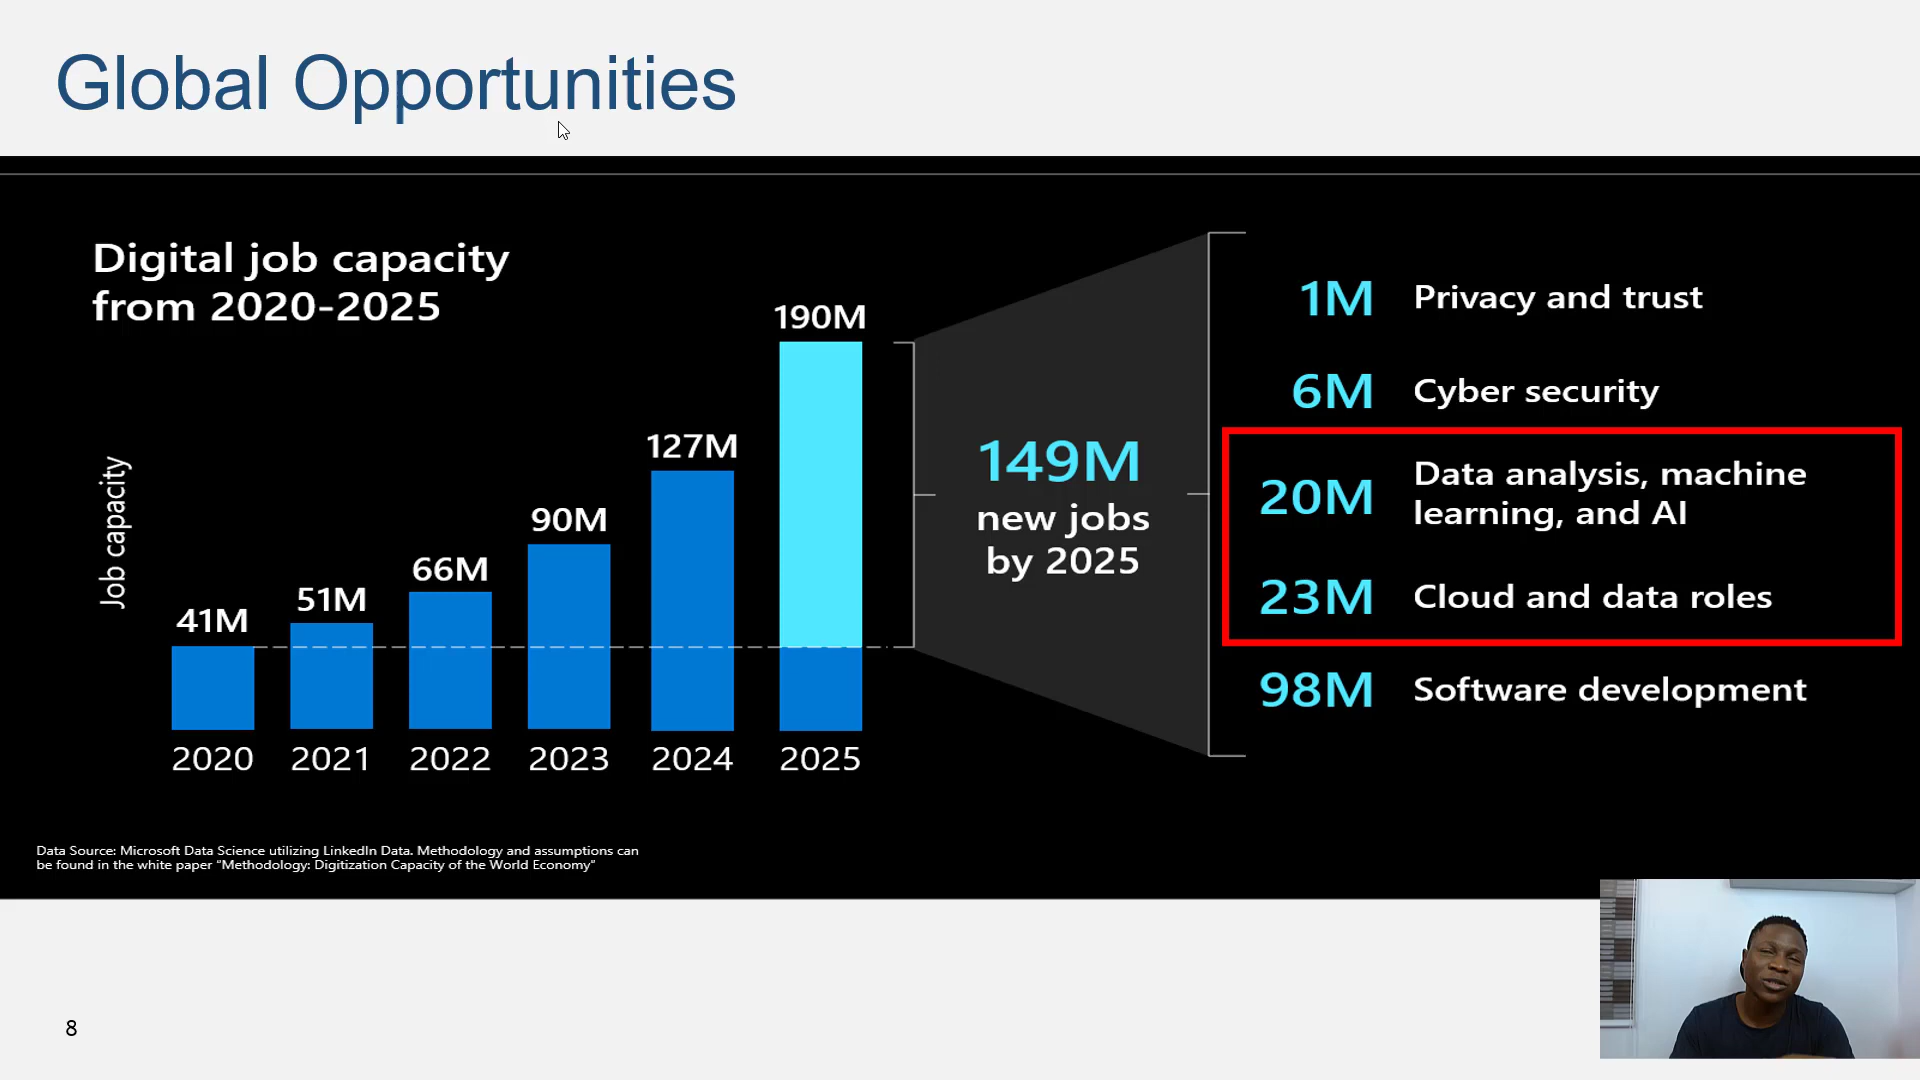 Global Opportunities
Digital job capacity
from 2020-2025
Job capacity
41M
51M
66M
90M
127M
190M
2020
2021
2022
2023
2024
2025
149M
new jobs
by 2025
1M Privacy and trust
6M Cyber security
20M Data analysis, machine
learning, and AI
23M Cloud and data roles
98M Software development
Data Source: Microsoft Data Science utilizing LinkedIn Data. Methodology and assumptions can
be found in the white paper “Methodology: Digitization Capacity of the World Economy”
8